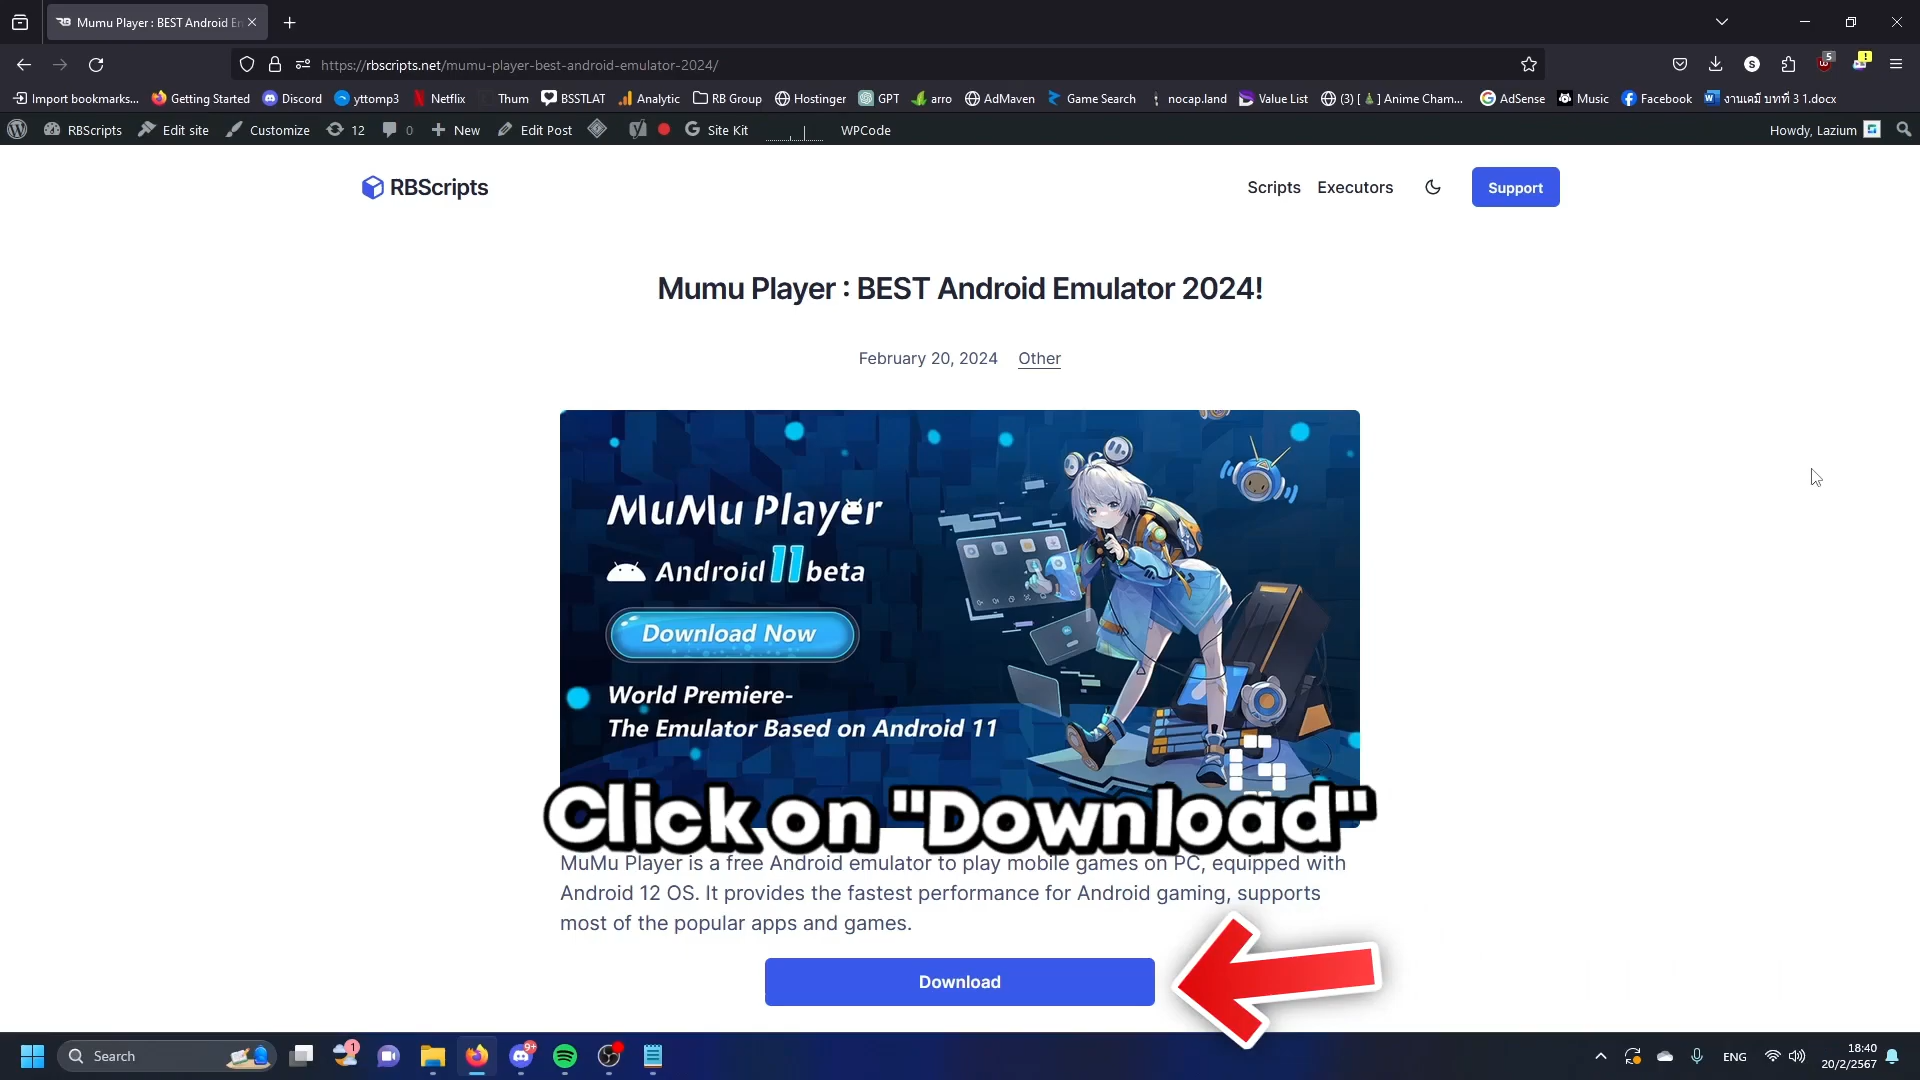 Mumu Player : BEST Android En
https://rbscripts.net/mumu-player-best-android-emulator-2024/
5
1
Import bookmarks... Getting Started Discord yttomp3 Netflix Thum BSSTLAT Analytic RB Group Hostinger GPT arro AdMaven Game Search nocap.land Value List (3) [🎄] Anime Cham... AdSense Music Facebook งานเคมี บทที่ 3 1.docx
RBScripts Edit site Customize 12 0 New Edit Post Site Kit WPCode Howdy, Lazium
RBScripts Scripts Executors Support
Mumu Player : BEST Android Emulator 2024!
February 20, 2024 Other
MuMu Player
Android 11 beta
Download Now
World Premiere-
The Emulator Based on Android 11
Click on "Download"
MuMu Player is a free Android emulator to play mobile games on PC, equipped with
Android 12 OS. It provides the fastest performance for Android gaming, supports
most of the popular apps and games.
Download
Search 1 9+ ENG 18:40
20/2/2567